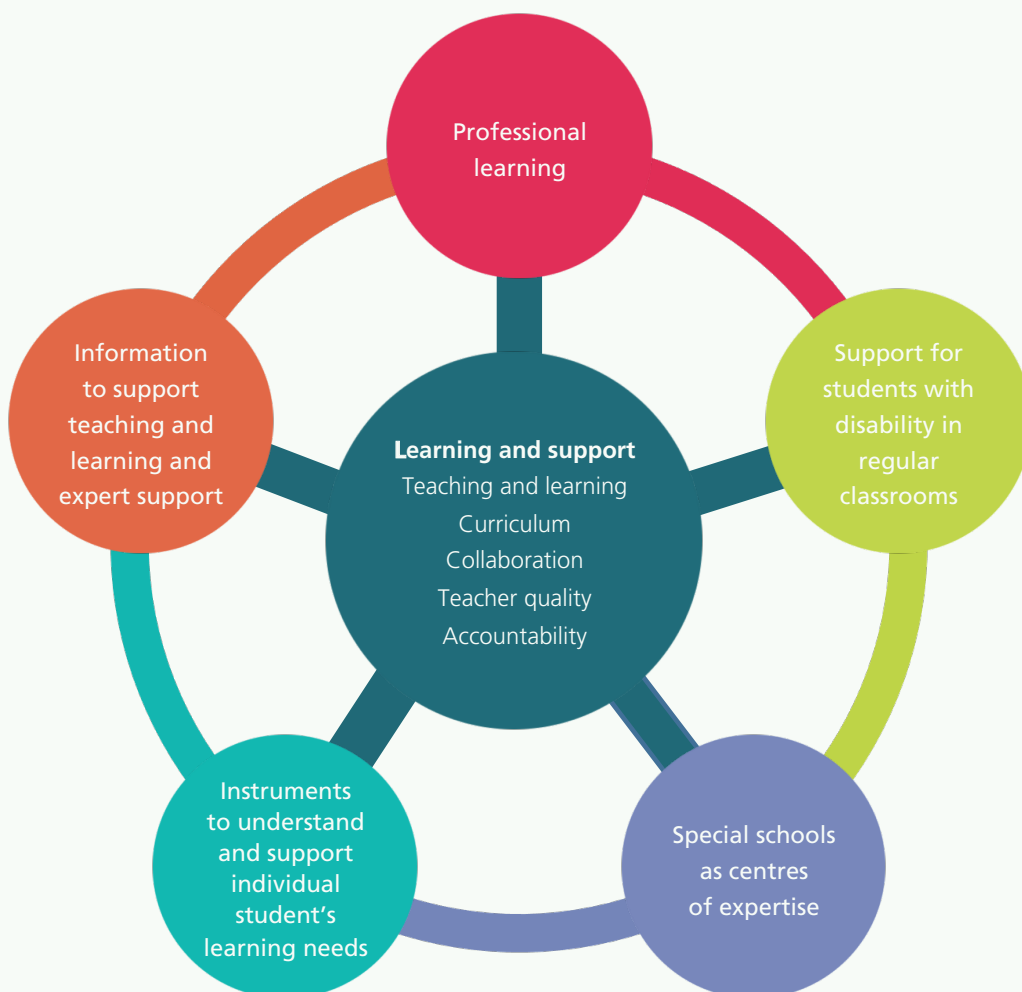 Professional
learning
Information
to support
teaching and
learning and
expert support
Support for
students with
disability in
regular
classrooms
Learning and support
Teaching and learning
Curriculum
Collaboration
Teacher quality
Accountability
Instruments
to understand
and support
individual
student’s
learning needs
Special schools
as centres
of expertise